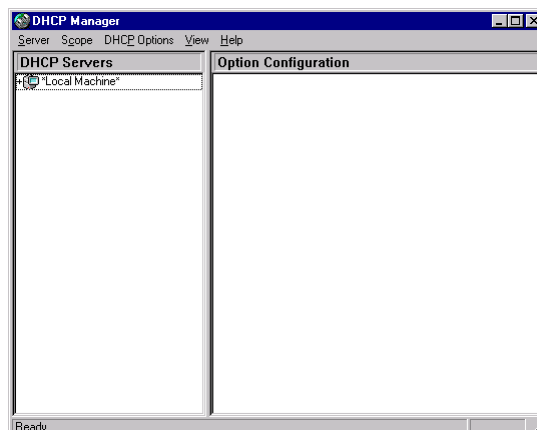 DHCP Manager
Server Scope DHCP Options View Help
DHCP Servers
Option Configuration
*Local Machine*
Ready